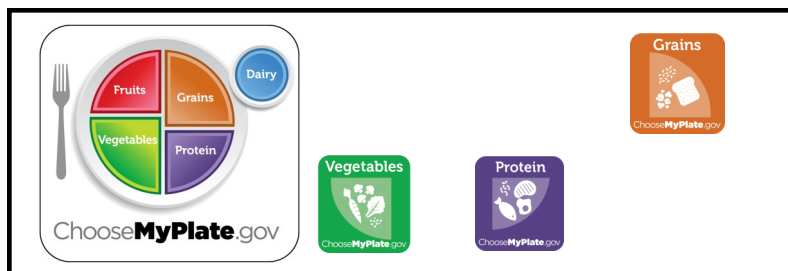 Fruits
Grains
Dairy
Vegetables
Protein
ChooseMyPlate.gov
Vegetables
ChooseMyPlate.gov
Protein
ChooseMyPlate.gov
Grains
ChooseMyPlate.gov